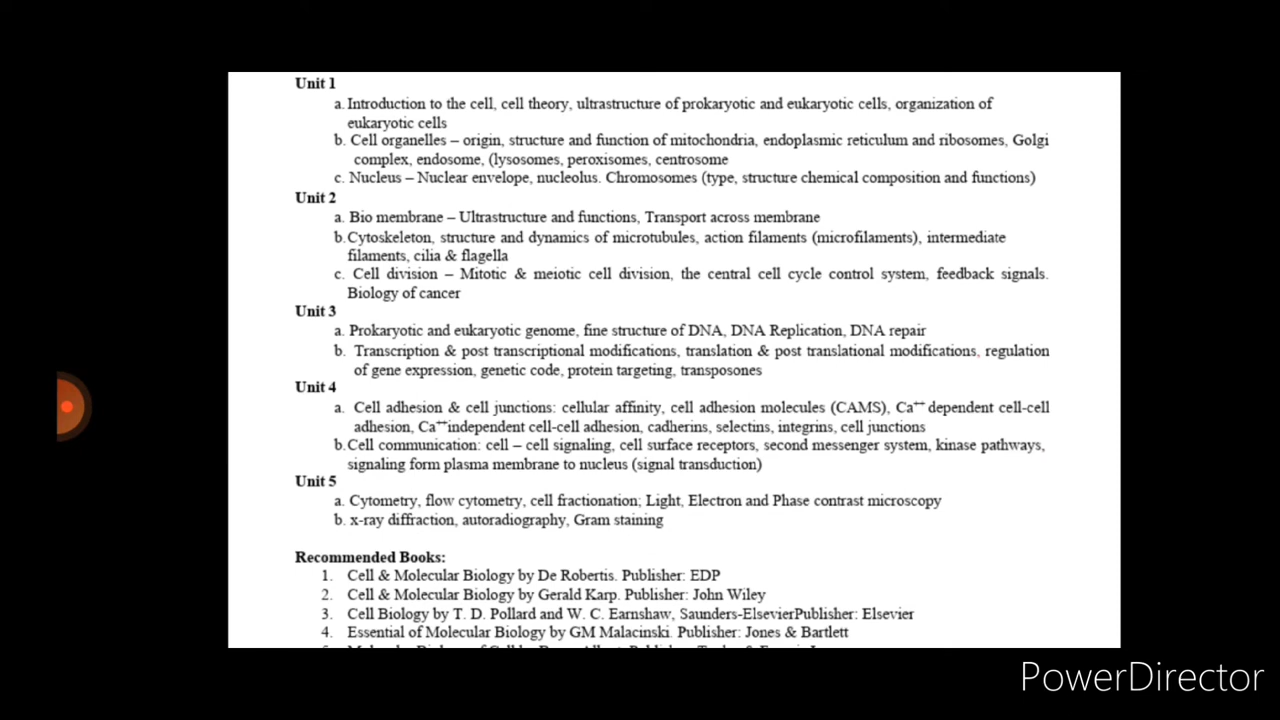 Unit 1
a. Introduction to the cell, cell theory, ultrastructure of prokaryotic and eukaryotic cells, organization of
eukaryotic cells
b. Cell organelles – origin, structure and function of mitochondria, endoplasmic reticulum and ribosomes, Golgi
complex, endosome, (lysosomes, peroxisomes, centrosome
c. Nucleus – Nuclear envelope, nucleolus. Chromosomes (type, structure chemical composition and functions)
Unit 2
a. Bio membrane – Ultrastructure and functions, Transport across membrane
b. Cytoskeleton, structure and dynamics of microtubules, action filaments (microfilaments), intermediate
filaments, cilia & flagella
c. Cell division – Mitotic & meiotic cell division, the central cell cycle control system, feedback signals.
Biology of cancer
Unit 3
a. Prokaryotic and eukaryotic genome, fine structure of DNA, DNA Replication, DNA repair
b. Transcription & post transcriptional modifications, translation & post translational modifications, regulation
of gene expression, genetic code, protein targeting, transposones
Unit 4
a. Cell adhesion & cell junctions: cellular affinity, cell adhesion molecules (CAMS), Ca⁺⁺ dependent cell-cell
adhesion, Ca⁺⁺independent cell-cell adhesion, cadherins, selectins, integrins, cell junctions
b. Cell communication: cell – cell signaling, cell surface receptors, second messenger system, kinase pathways,
signaling form plasma membrane to nucleus (signal transduction)
Unit 5
a. Cytometry, flow cytometry, cell fractionation; Light, Electron and Phase contrast microscopy
b. x-ray diffraction, autoradiography, Gram staining
Recommended Books:
1. Cell & Molecular Biology by De Robertis. Publisher: EDP
2. Cell & Molecular Biology by Gerald Karp. Publisher: John Wiley
3. Cell Biology by T. D. Pollard and W. C. Earnshaw, Saunders-ElsevierPublisher: Elsevier
4. Essential of Molecular Biology by GM Malacinski. Publisher: Jones & Bartlett
PowerDirector